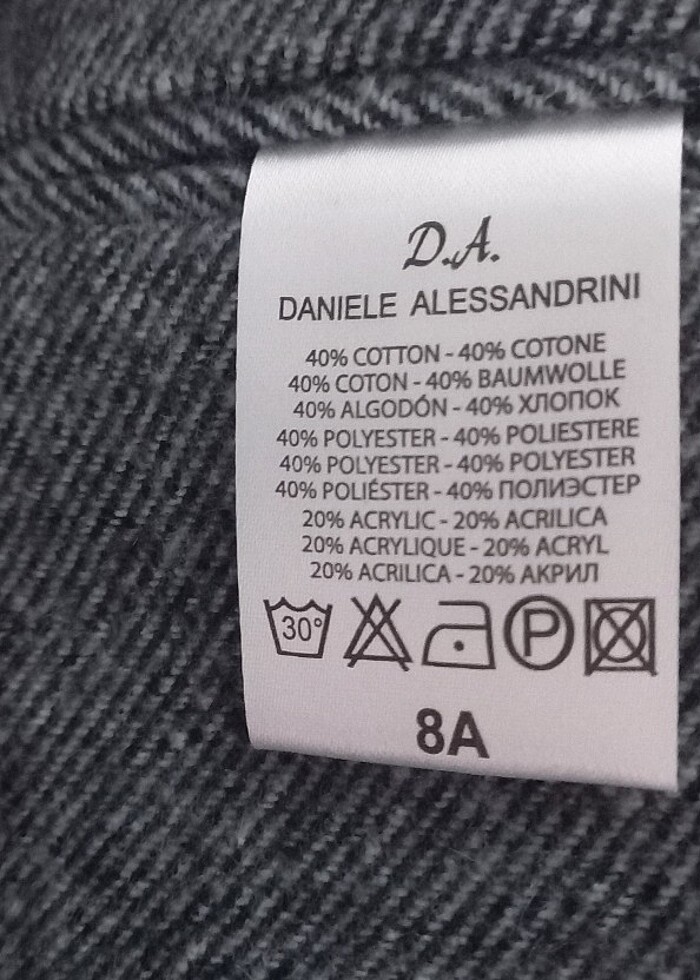 D.A.
DANIELE ALESSANDRINI
40% COTTON - 40% COTONE
40% COTON - 40% BAUMWOLLE
40% ALGODÓN - 40% ХЛОПОК
40% POLYESTER - 40% POLIESTERE
40% POLYESTER - 40% POLYESTER
40% POLIÉSTER - 40% ПОЛИЭСТЕР
20% ACRYLIC - 20% ACRILICA
20% ACRYLIQUE - 20% ACRYL
20% ACRILICA - 20% АКРИЛ
30° P
8A